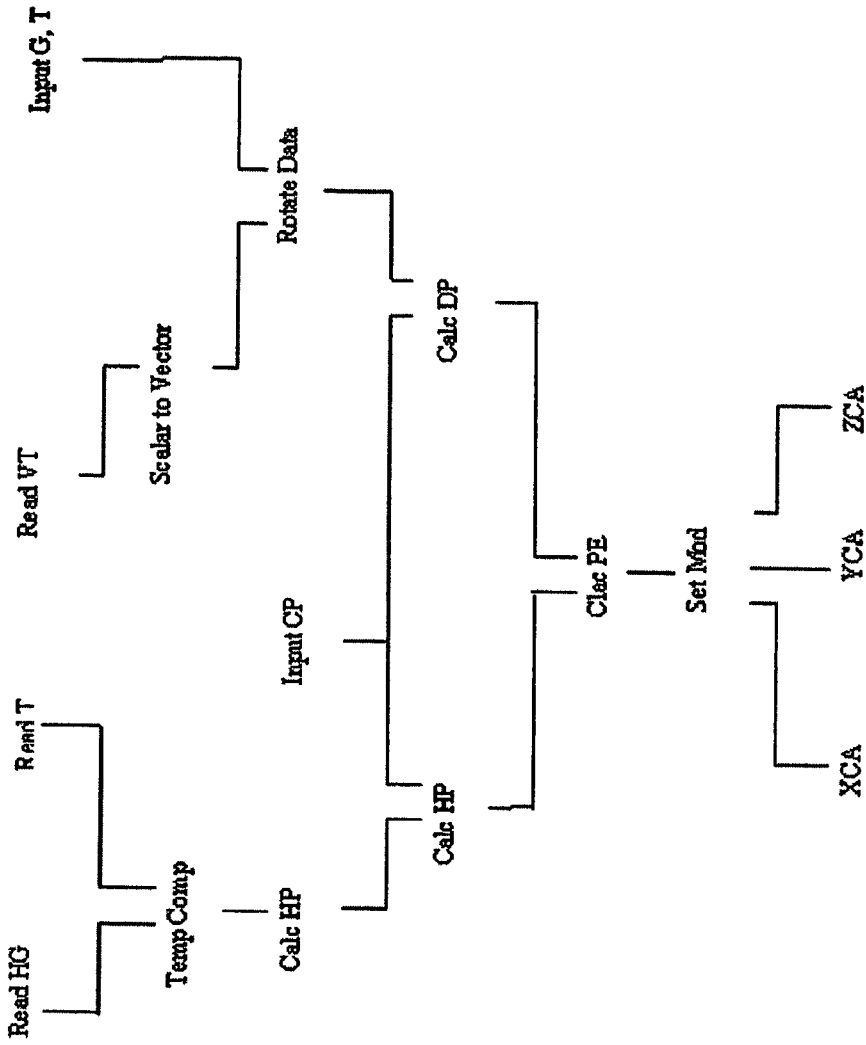 Read HG
Read T
Read VT
Input G, T
Temp Comp
Scalar to Vector
Calc HP
Input CP
Rotate Data
Calc HP
Calc DP
Clac PE
Set Mod
XCA
YCA
ZCA